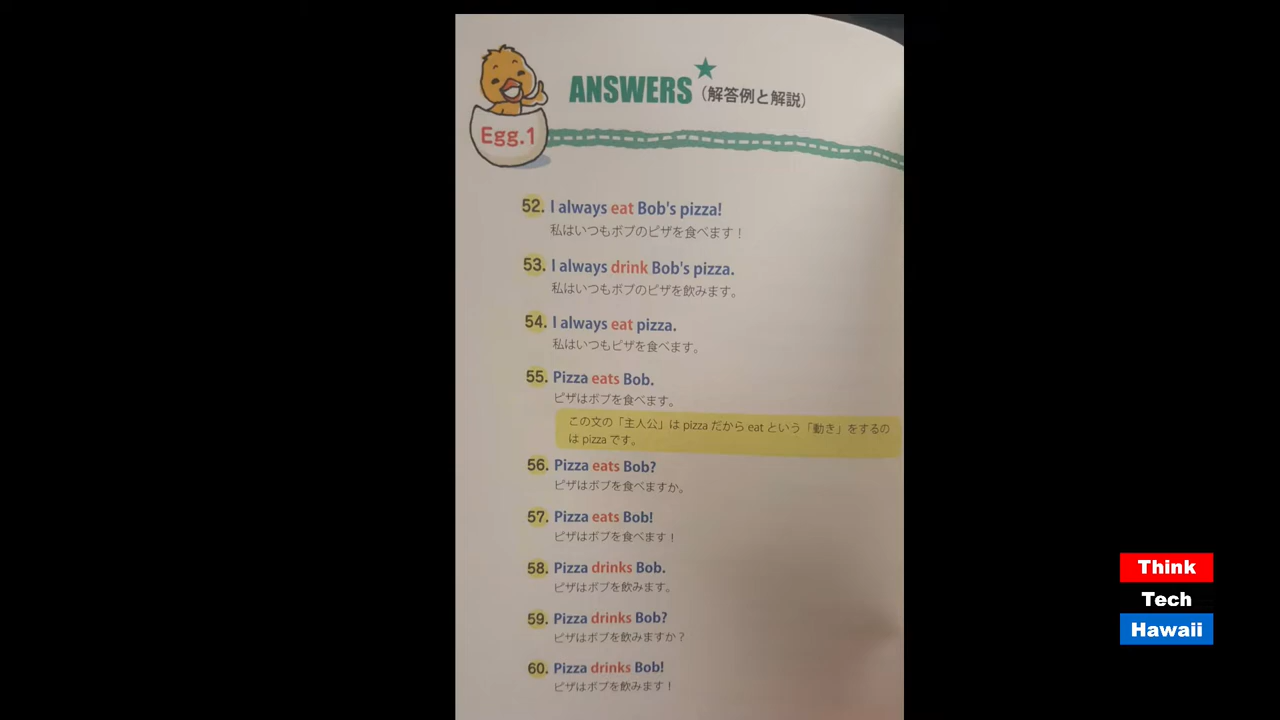 ANSWERS (解答例と解説)
Egg.1
52. I always eat Bob's pizza!
私はいつもボブのピザを食べます！
53. I always drink Bob's pizza.
私はいつもボブのピザを飲みます。
54. I always eat pizza.
私はいつもピザを食べます。
55. Pizza eats Bob.
ピザはボブを食べます。
この文の「主人公」は pizza だから eat という「動き」をするの
は pizza です。
56. Pizza eats Bob?
ピザはボブを食べますか。
57. Pizza eats Bob!
ピザはボブを食べます！
58. Pizza drinks Bob.
ピザはボブを飲みます。
59. Pizza drinks Bob?
ピザはボブを飲みますか？
60. Pizza drinks Bob!
ピザはボブを飲みます！
Think
Tech
Hawaii